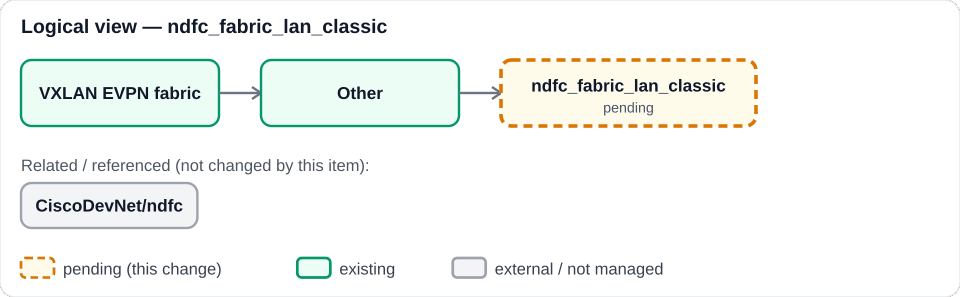 Logical view — ndfc_fabric_lan_classic
VXLAN EVPN fabric
Other
ndfc_fabric_lan_classic
pending
Related / referenced (not changed by this item):
CiscoDevNet/ndfc
pending (this change)
existing
external / not managed